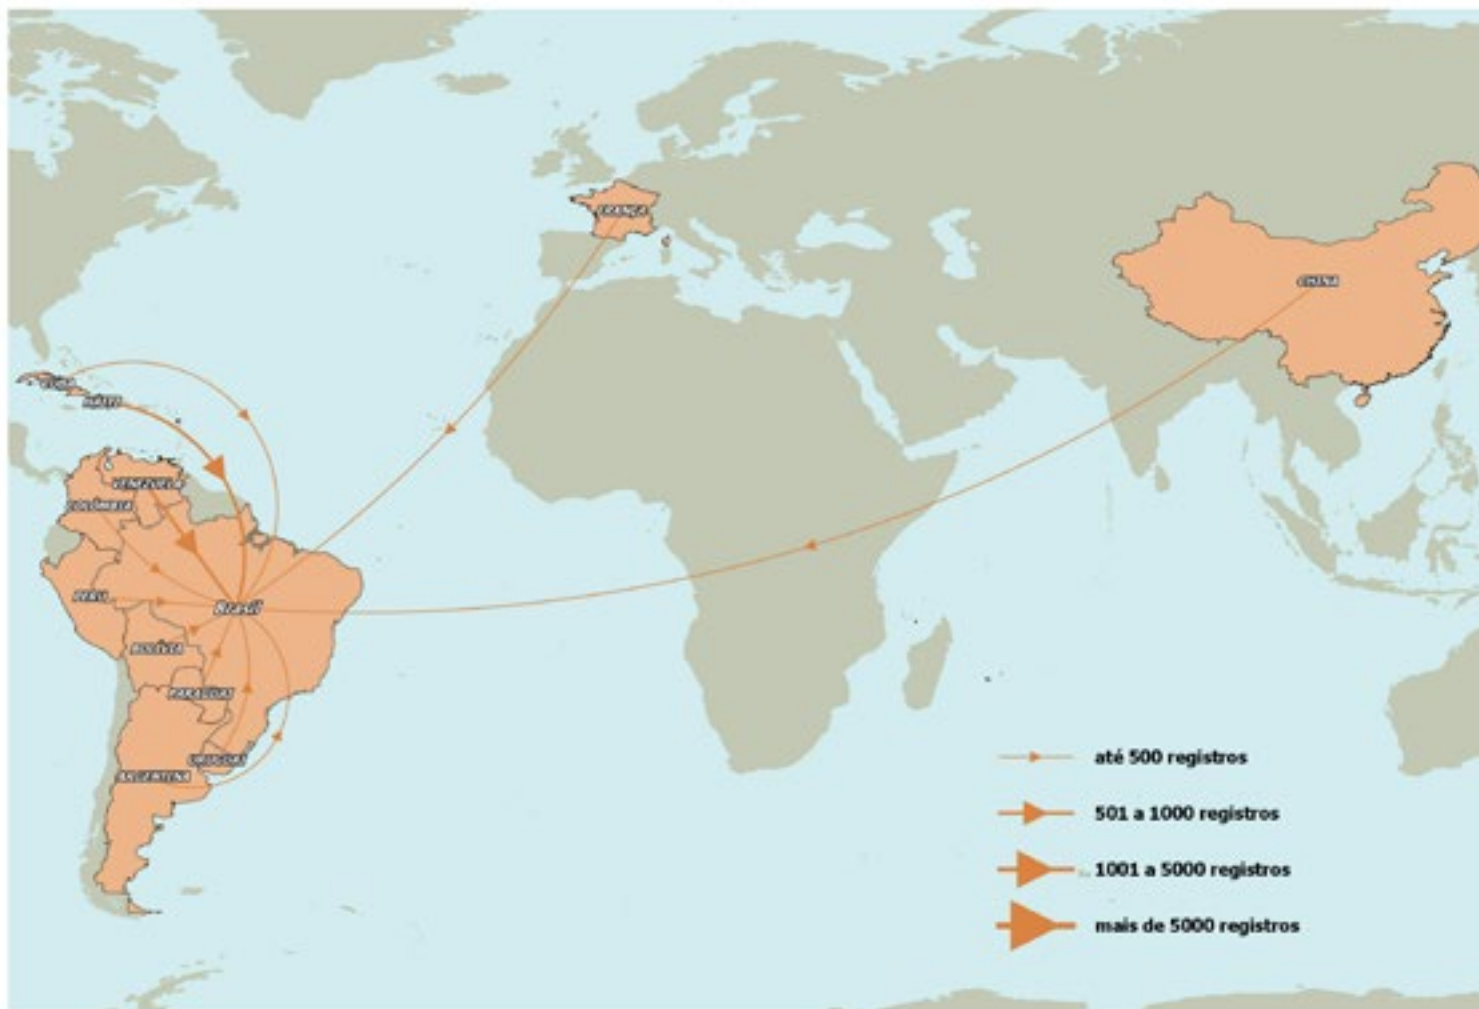 FRANÇA
CHINA
CUBA
HAITI
VENEZUELA
COLÔMBIA
PERU
Brasil
BOLÍVIA
PARAGUAI
URUGUAI
ARGENTINA
até 500 registros
501 a 1000 registros
1001 a 5000 registros
mais de 5000 registros